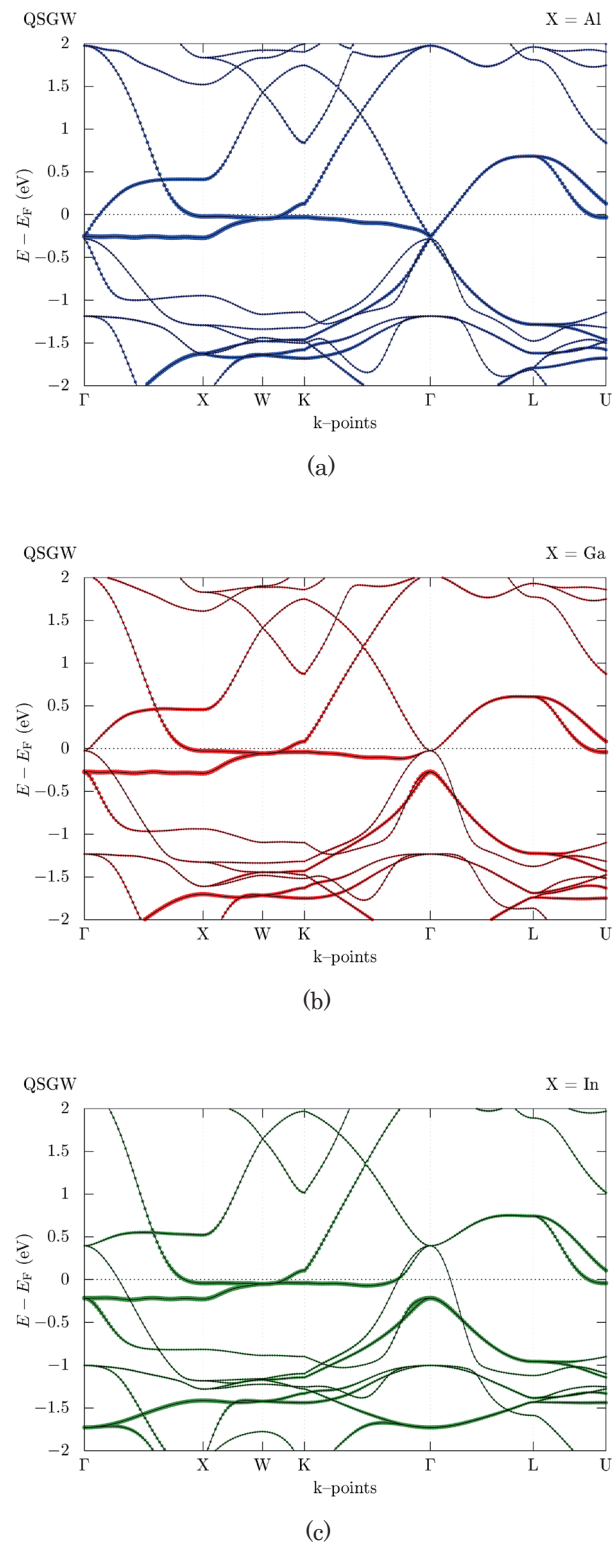 QSGW X = Al
2
1.5
1
0.5
0
−0.5
−1
−1.5
−2
E − E_F (eV)
Γ X W K Γ L U
k–points
(a)
QSGW X = Ga
2
1.5
1
0.5
0
−0.5
−1
−1.5
−2
E − E_F (eV)
Γ X W K Γ L U
k–points
(b)
QSGW X = In
2
1.5
1
0.5
0
−0.5
−1
−1.5
−2
E − E_F (eV)
Γ X W K Γ L U
k–points
(c)